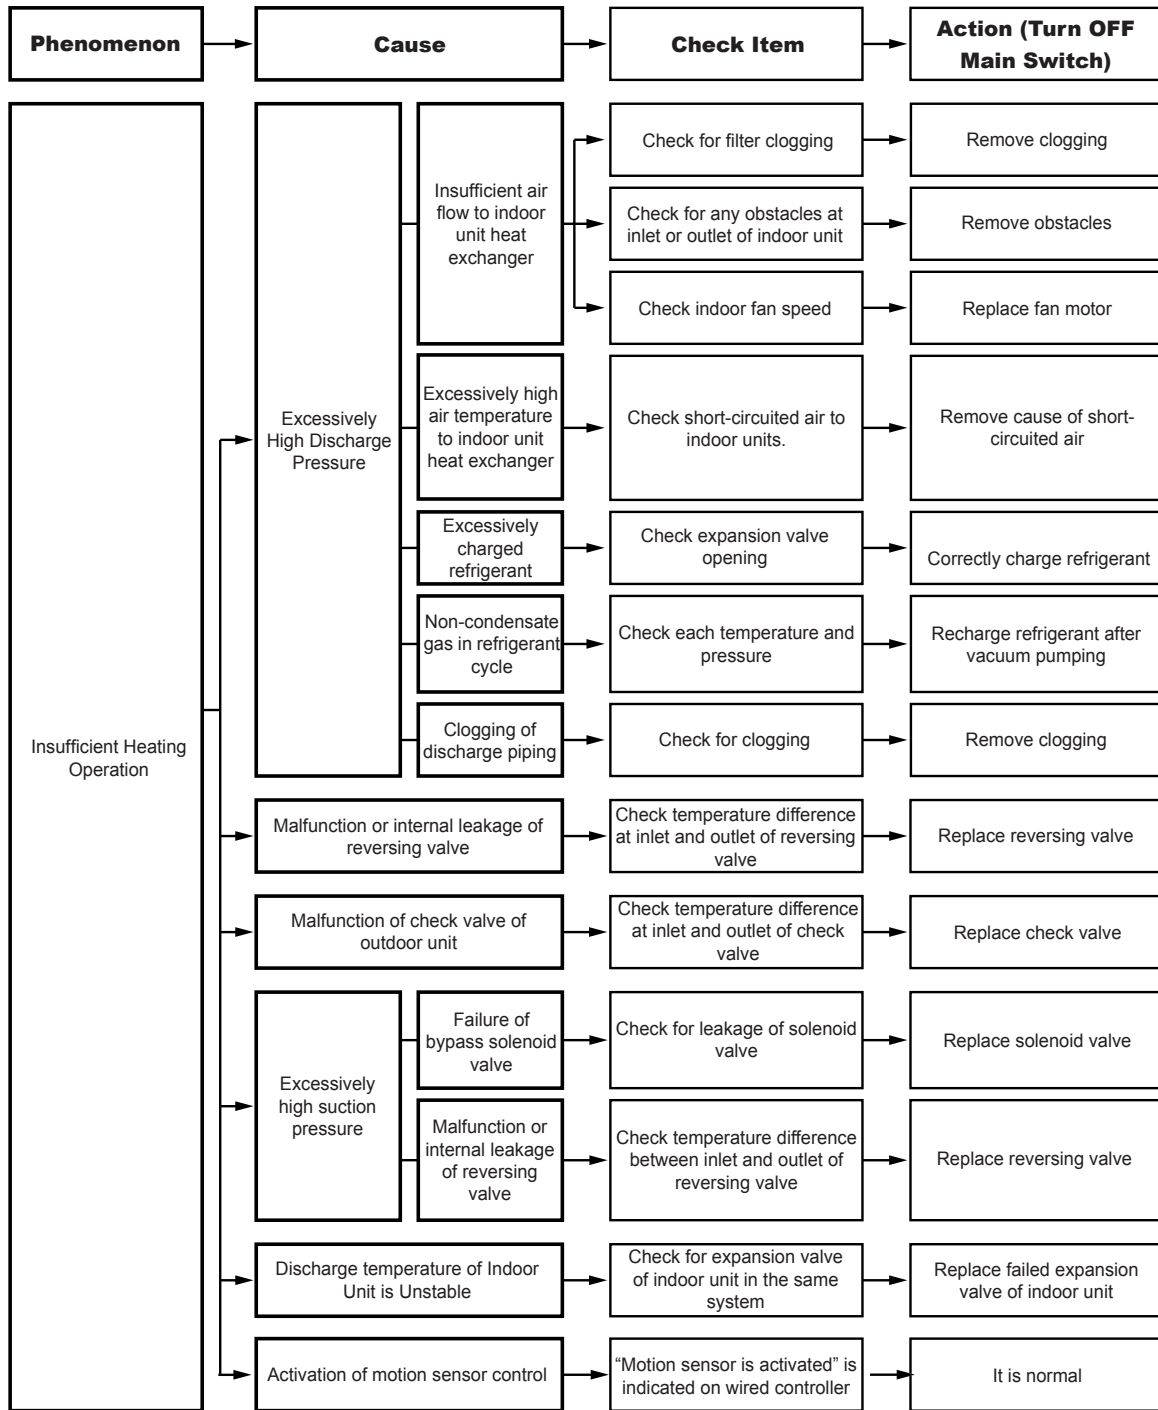 Phenomenon
Cause
Check Item
Action (Turn OFF
Main Switch)
Insufficient Heating
Operation
Excessively
High Discharge
Pressure
Insufficient air
flow to indoor
unit heat
exchanger
Check for filter clogging
Remove clogging
Check for any obstacles at
inlet or outlet of indoor unit
Remove obstacles
Check indoor fan speed
Replace fan motor
Excessively high
air temperature
to indoor unit
heat exchanger
Check short-circuited air to
indoor units.
Remove cause of short-
circuited air
Excessively
charged
refrigerant
Check expansion valve
opening
Correctly charge refrigerant
Non-condensate
gas in refrigerant
cycle
Check each temperature and
pressure
Recharge refrigerant after
vacuum pumping
Clogging of
discharge piping
Check for clogging
Remove clogging
Malfunction or internal leakage of
reversing valve
Check temperature difference
at inlet and outlet of reversing
valve
Replace reversing valve
Malfunction of check valve of
outdoor unit
Check temperature difference
at inlet and outlet of check
valve
Replace check valve
Excessively
high suction
pressure
Failure of
bypass solenoid
valve
Check for leakage of solenoid
valve
Replace solenoid valve
Malfunction or
internal leakage
of reversing
valve
Check temperature difference
between inlet and outlet of
reversing valve
Replace reversing valve
Discharge temperature of Indoor
Unit is Unstable
Check for expansion valve
of indoor unit in the same
system
Replace failed expansion
valve of indoor unit
Activation of motion sensor control
“Motion sensor is activated” is
indicated on wired controller
It is normal